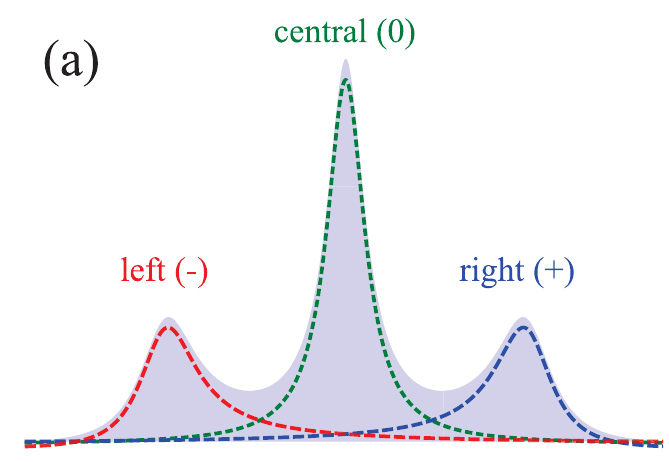 (a)
central (0)
left (-)
right (+)